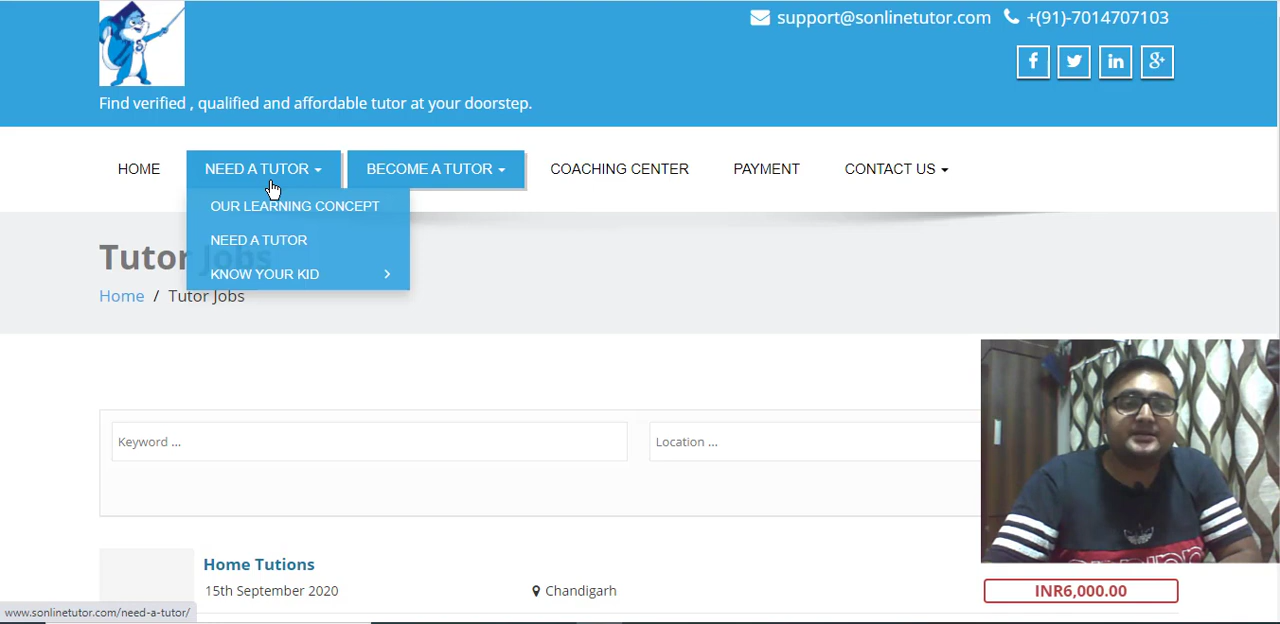 support@sonlinetutor.com +(91)-7014707103
Find verified , qualified and affordable tutor at your doorstep.
HOME NEED A TUTOR BECOME A TUTOR COACHING CENTER PAYMENT CONTACT US
OUR LEARNING CONCEPT
NEED A TUTOR
KNOW YOUR KID
Tutor Jobs
Home / Tutor Jobs
Keyword ... Location ...
Home Tutions
15th September 2020 Chandigarh
INR6,000.00
www.sonlinetutor.com/need-a-tutor/